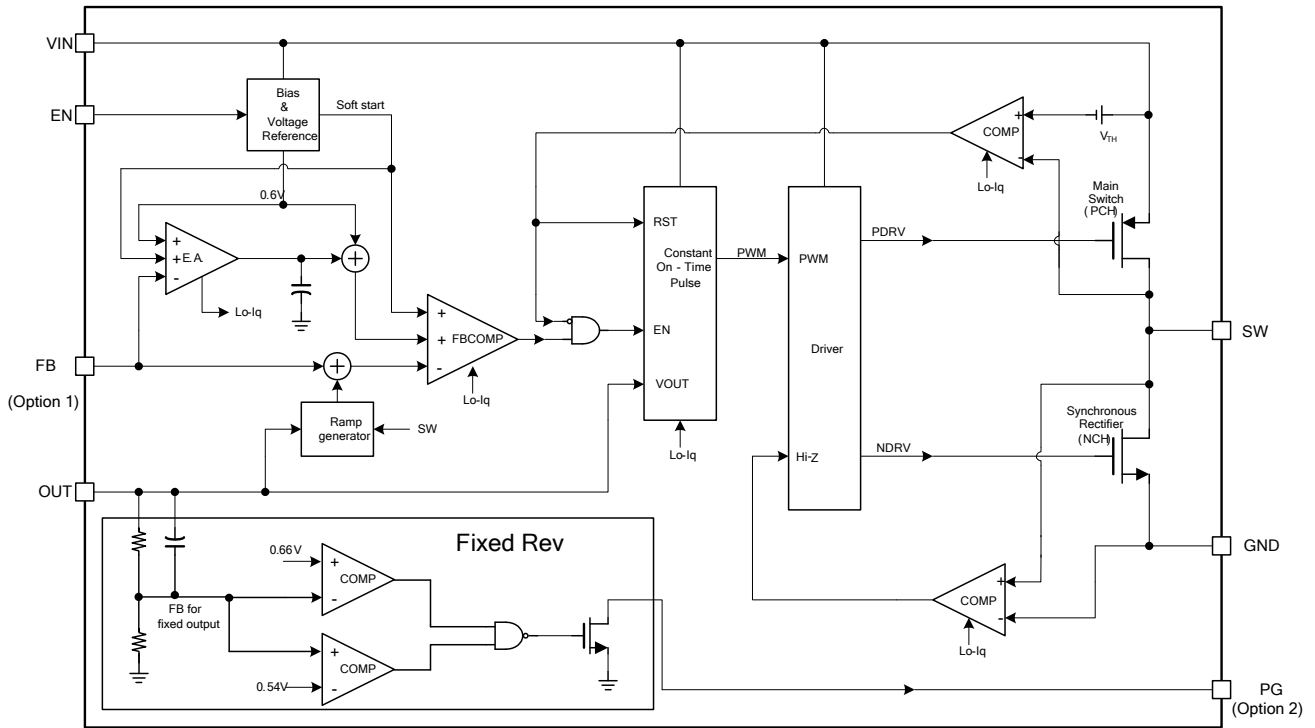 VIN
EN
Bias
&
Voltage
Reference
Soft start
+
COMP
-
V_TH
Lo-Iq
Main
Switch
(PCH)
0.6V
+
+E.A.
-
+
Lo-Iq
RST
Constant
On - Time
Pulse
EN
VOUT
Lo-Iq
PWM
PWM
Driver
Hi-Z
PDRV
NDRV
+
+ FBCOMP
-
Lo-Iq
SW
FB
(Option 1)
+
Ramp
generator
SW
Synchronous
Rectifier
(NCH)
OUT
Fixed Rev
0.66V
+
COMP
-
FB for
fixed output
+
COMP
-
0.54V
+
COMP
-
Lo-Iq
GND
PG
(Option 2)